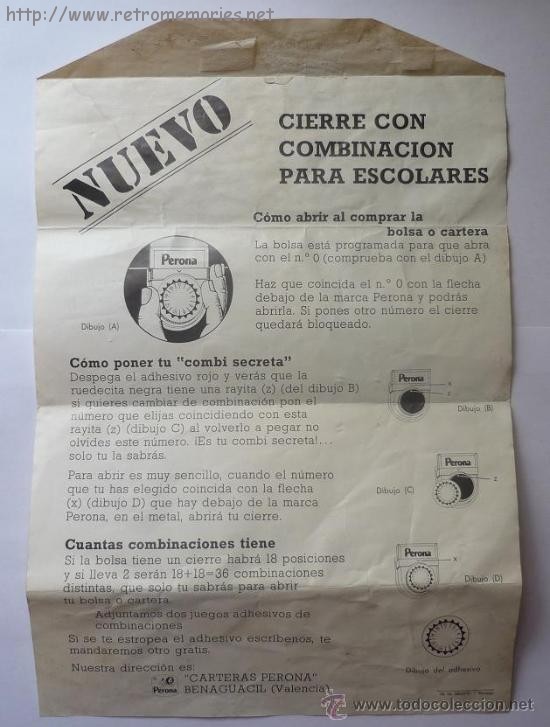 http://www.retromemories.net
NUEVO
CIERRE CON
COMBINACION
PARA ESCOLARES
Cómo abrir al comprar la
bolsa o cartera
La bolsa está programada para que abra
con el n.º 0 (comprueba con el dibujo A)
Perona
Haz que coincida el n.º 0 con la flecha
debajo de la marca Perona y podrás
abrirla. Si pones otro número el cierre
quedará bloqueado.
Dibujo (A)
Cómo poner tu "combi secreta"
Despega el adhesivo rojo y verás que la
ruedecita negra tiene una rayita (z) (del dibujo B)
si quieres cambiar de combinación pon el
número que elijas coincidiendo con esta
rayita (z) (dibujo C) al volverlo a pegar no
olvides este número. ¡Es tu combi secreta!...
solo tu la sabrás.
Perona
x
z
Dibujo (B)
Para abrir es muy sencillo, cuando el número
que tu has elegido coincida con la flecha
(x) (dibujo D) que hay debajo de la marca
Perona, en el metal, abrirá tu cierre.
z
Dibujo (C)
Cuantas combinaciones tiene
Si la bolsa tiene un cierre habrá 18 posiciones
y si lleva 2 serán 18+18=36 combinaciones
distintas, que solo tu sabrás para abrir
tu bolsa o cartera.
Perona
x
Dibujo (D)
Adjuntamos dos juegos adhesivos de
combinaciones
Si se te estropea el adhesivo escríbenos, te
mandaremos otro gratis.
Dibujo del adhesivo
Nuestra dirección es:
Perona
"CARTERAS PERONA"
BENAGUACIL (Valencia)
www.todocoleccion.net